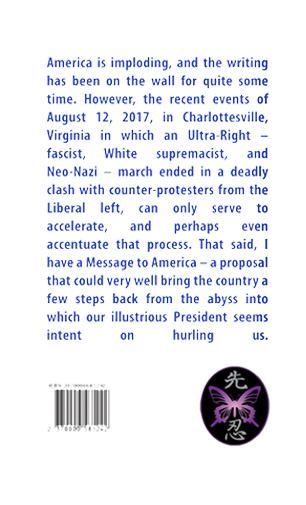 America is imploding, and the writing
has been on the wall for quite some
time. However, the recent events of
August 12, 2017, in Charlottesville,
Virginia in which an Ultra-Right –
fascist, White supremacist, and
Neo-Nazi – march ended in a deadly
clash with counter-protesters from the
Liberal left, can only serve to
accelerate, and perhaps even
accentuate that process. That said, I
have a Message to America – a proposal
that could very well bring the country a
few steps back from the abyss into
which our illustrious President seems
intent on hurling us.
先
忍